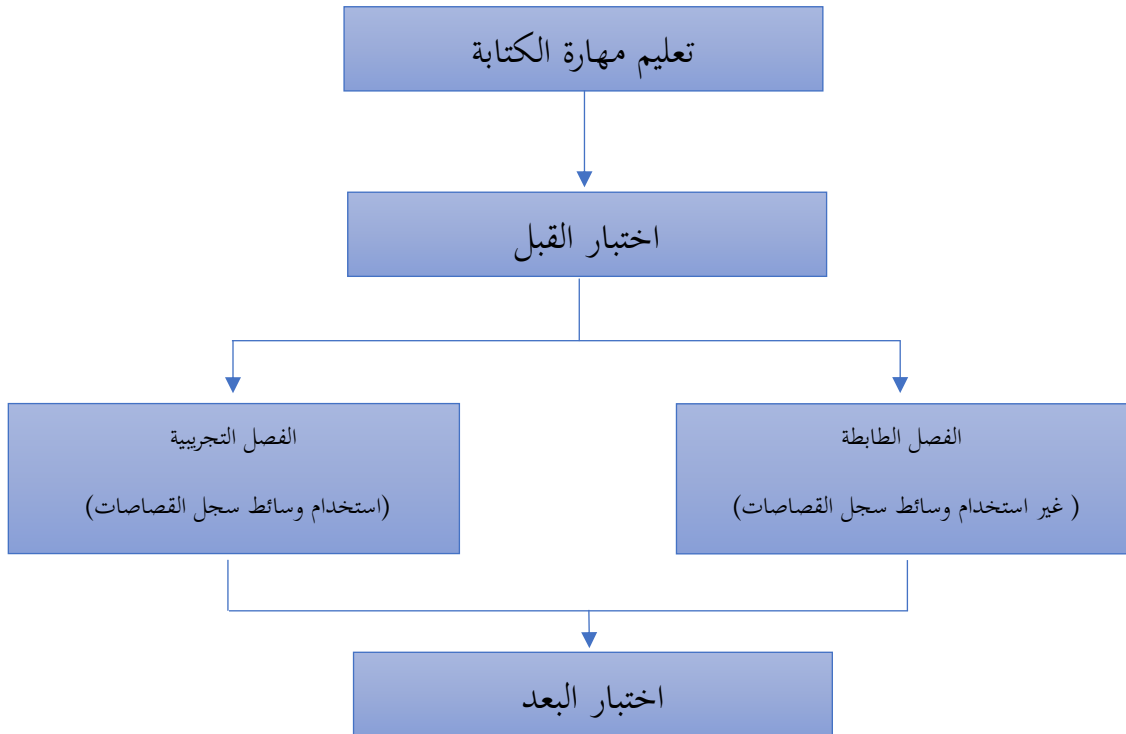 تعليم مهارة الكتابة
اختبار القبل
الفصل الطابطة
( غير استخدام وسائط سجل القصاصات)
الفصل التجريبية
(استخدام وسائط سجل القصاصات)
اختبار البعد